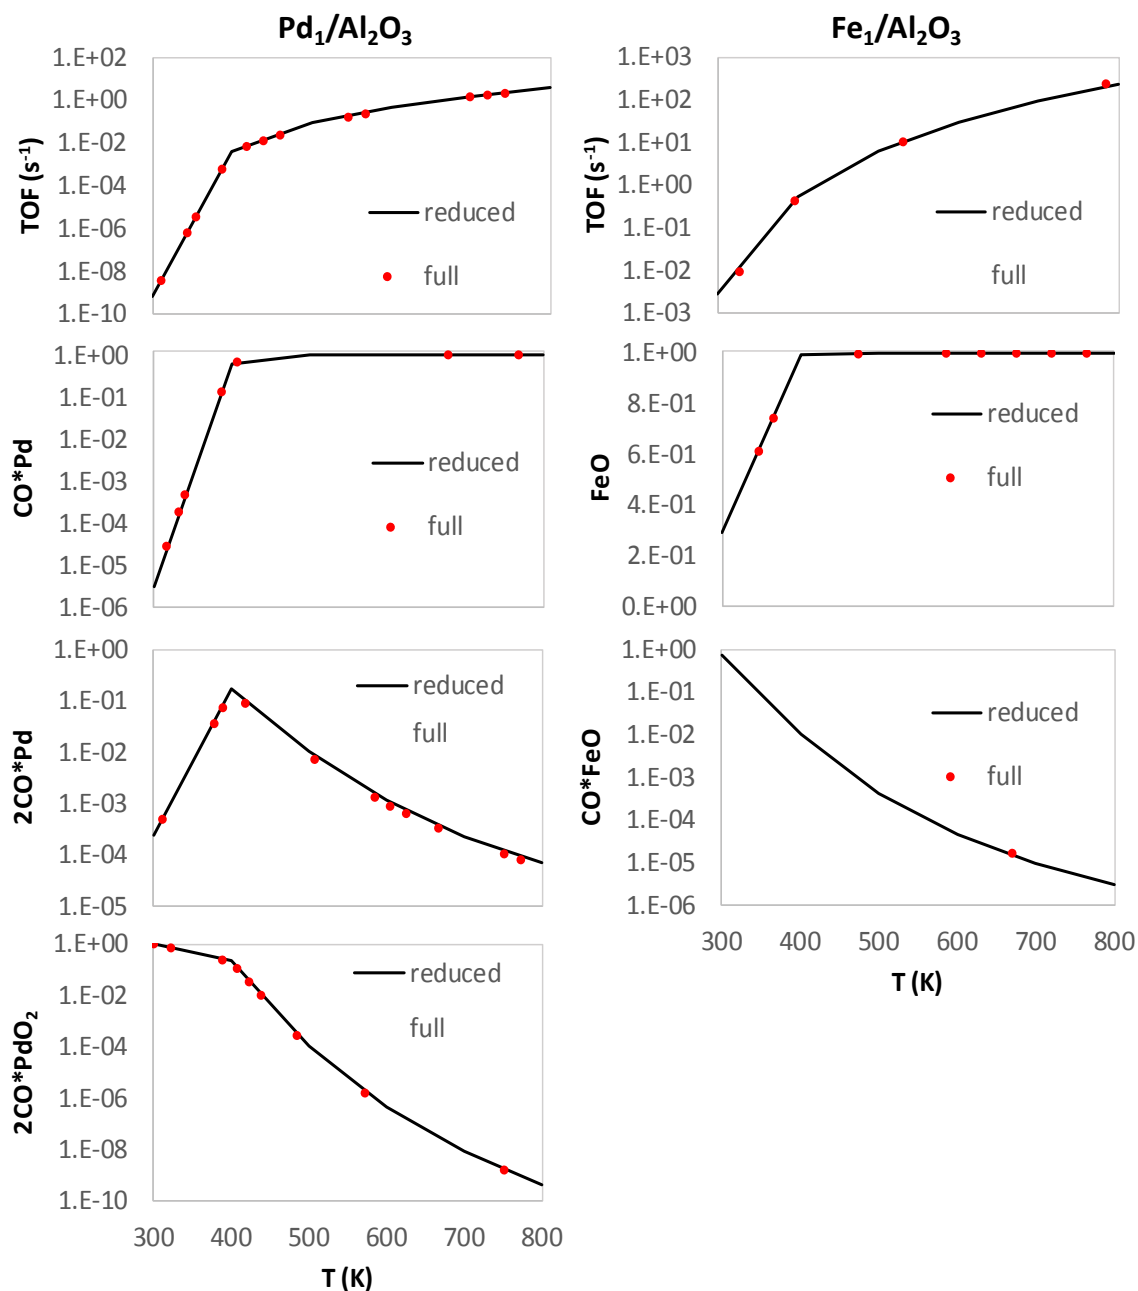 Pd₁/Al₂O₃
Fe₁/Al₂O₃
TOF (s⁻¹)
1.E+02
1.E+00
1.E-02
1.E-04
1.E-06
1.E-08
1.E-10
reduced
full
TOF (s⁻¹)
1.E+03
1.E+02
1.E+01
1.E+00
1.E-01
1.E-02
1.E-03
reduced
full
CO*Pd
1.E+00
1.E-01
1.E-02
1.E-03
1.E-04
1.E-05
1.E-06
reduced
full
FeO
1.E+00
8.E-01
6.E-01
4.E-01
2.E-01
0.E+00
reduced
full
2CO*Pd
1.E+00
1.E-01
1.E-02
1.E-03
1.E-04
1.E-05
reduced
full
CO*FeO
1.E+00
1.E-01
1.E-02
1.E-03
1.E-04
1.E-05
1.E-06
reduced
full
300 400 500 600 700 800
T (K)
2CO*PdO₂
1.E+00
1.E-02
1.E-04
1.E-06
1.E-08
1.E-10
reduced
full
300 400 500 600 700 800
T (K)